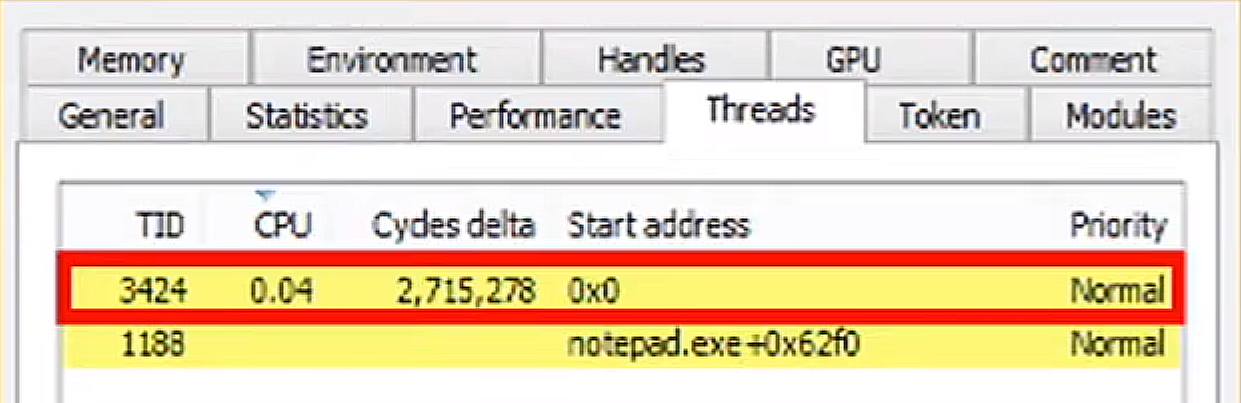 Memory Environment Handles GPU Comment
General Statistics Performance Threads Token Modules
TID CPU Cycles delta Start address Priority
3424 0.04 2,715,278 0x0 Normal
1188 notepad.exe+0x62f0 Normal